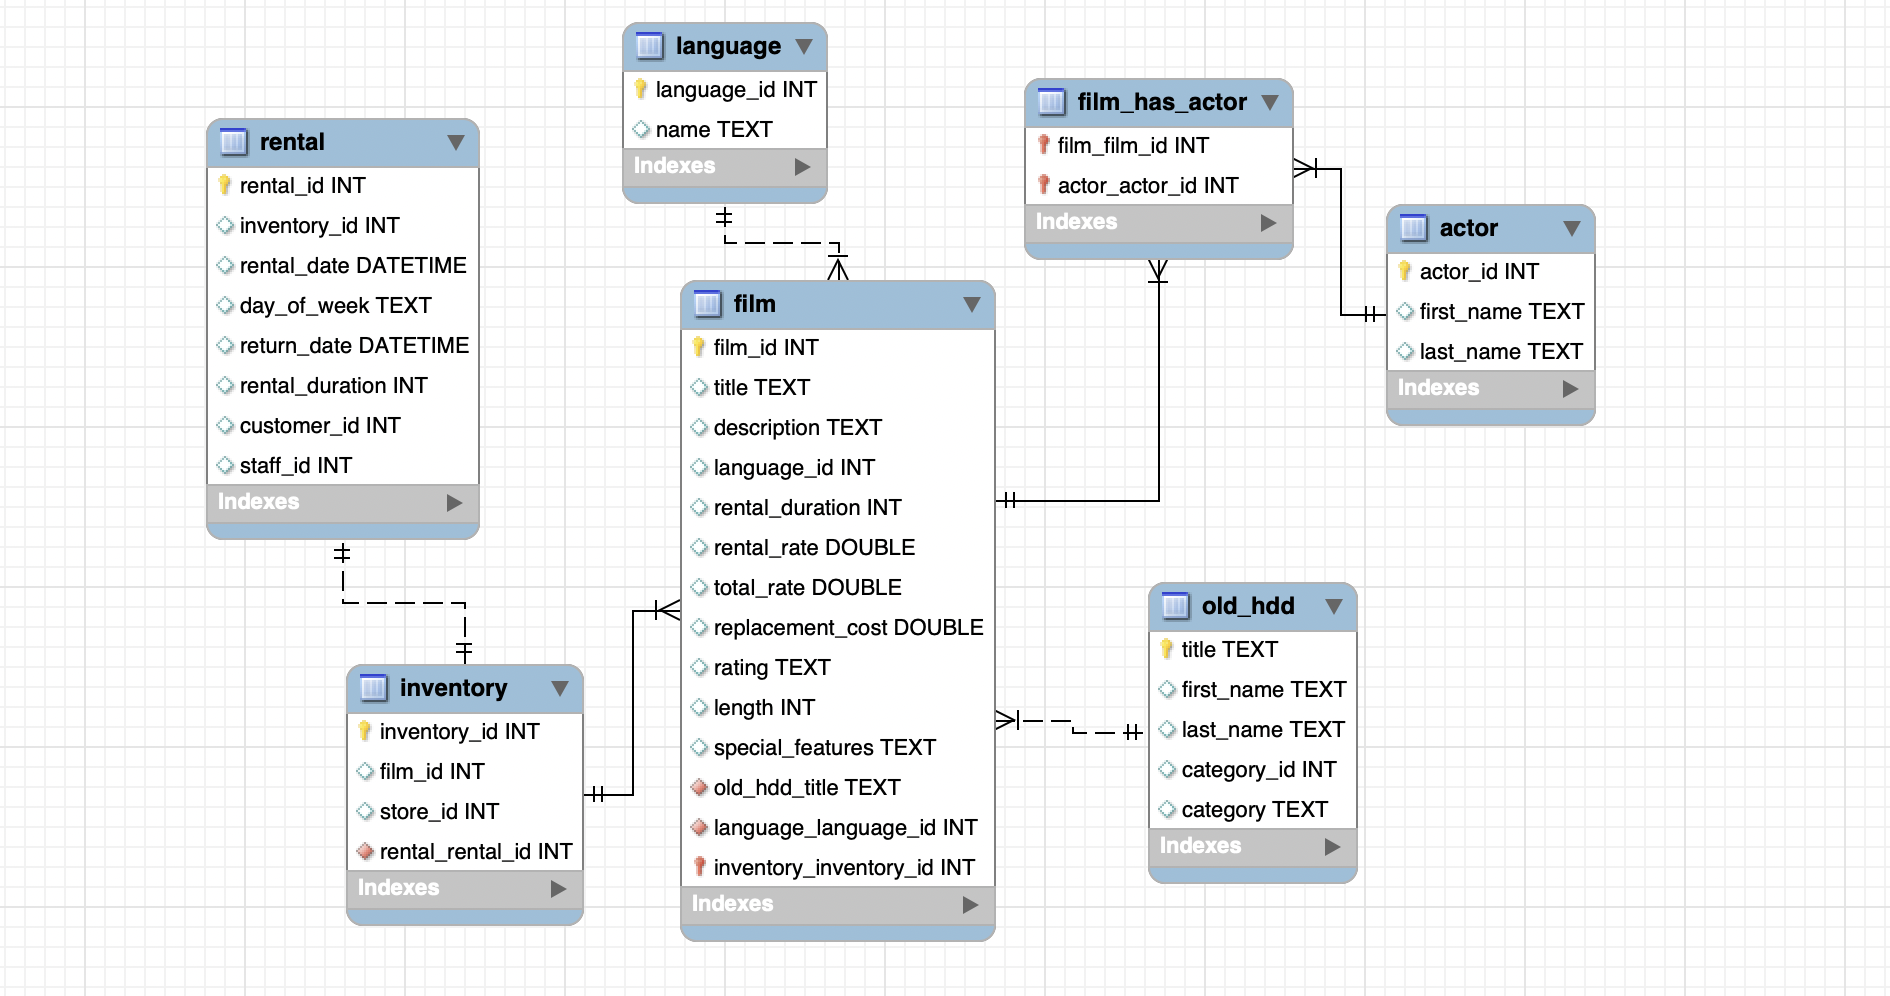 language
language_id INT
name TEXT
Indexes
film_has_actor
film_film_id INT
actor_actor_id INT
Indexes
rental
rental_id INT
inventory_id INT
rental_date DATETIME
day_of_week TEXT
return_date DATETIME
rental_duration INT
customer_id INT
staff_id INT
Indexes
actor
actor_id INT
first_name TEXT
last_name TEXT
Indexes
film
film_id INT
title TEXT
description TEXT
language_id INT
rental_duration INT
rental_rate DOUBLE
total_rate DOUBLE
replacement_cost DOUBLE
rating TEXT
length INT
special_features TEXT
old_hdd_title TEXT
language_language_id INT
inventory_inventory_id INT
Indexes
old_hdd
title TEXT
first_name TEXT
last_name TEXT
category_id INT
category TEXT
Indexes
inventory
inventory_id INT
film_id INT
store_id INT
rental_rental_id INT
Indexes